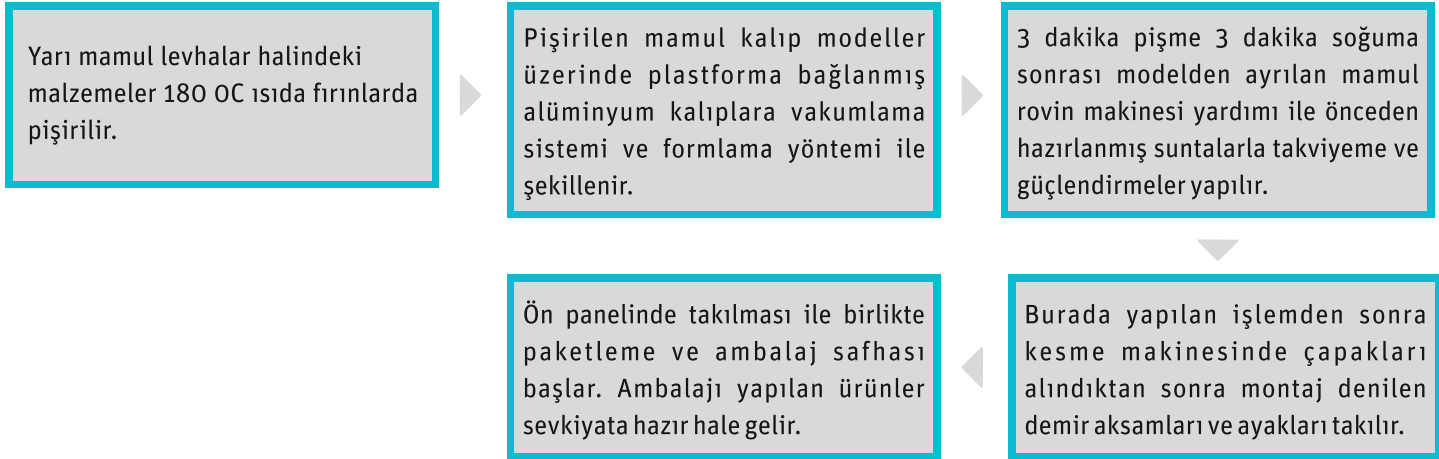 Yarı mamul levhalar halindeki
malzemeler 180 0C ısıda fırınlarda
pişirilir.
Pişirilen mamul kalıp modeller
üzerinde plastforma bağlanmış
alüminyum kalıplara vakumlama
sistemi ve formlama yöntemi ile
şekillenir.
3 dakika pişme 3 dakika soğuma
sonrası modelden ayrılan mamul
rovin makinesi yardımı ile önceden
hazırlanmış suntalarla takviyeme ve
güçlendirmeler yapılır.
Burada yapılan işlemden sonra
kesme makinesinde çapakları
alındıktan sonra montaj denilen
demir aksamları ve ayakları takılır.
Ön panelinde takılması ile birlikte
paketleme ve ambalaj safhası
başlar. Ambalajı yapılan ürünler
sevkiyata hazır hale gelir.